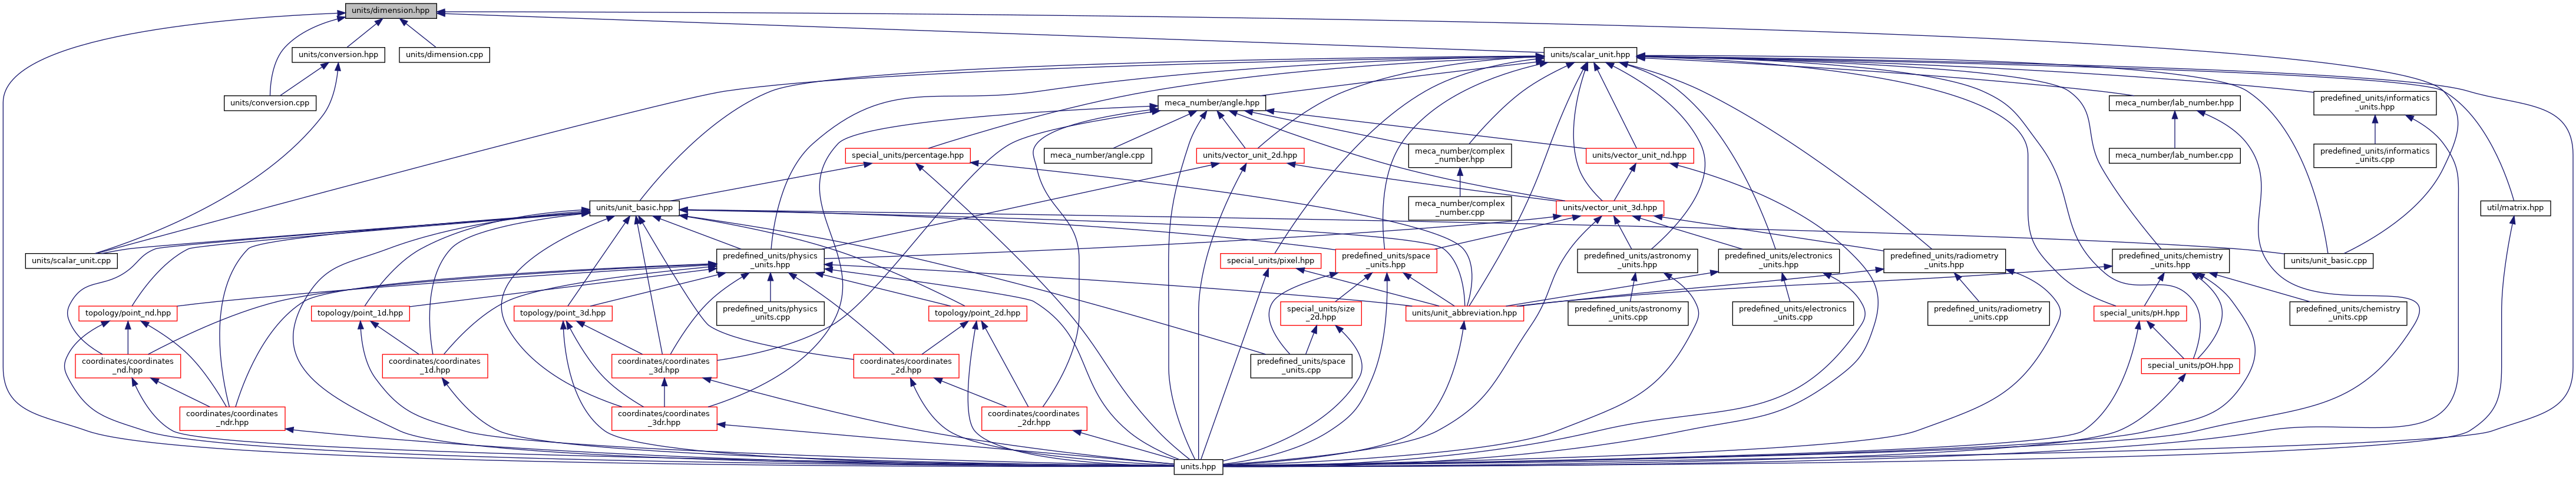 units/dimension.hpp
units/conversion.hpp
units/dimension.cpp
units/scalar_unit.hpp
units/conversion.cpp
meca_number/angle.hpp
meca_number/lab_number.hpp
predefined_units/informatics
_units.hpp
special_units/percentage.hpp
meca_number/angle.cpp
units/vector_unit_2d.hpp
meca_number/complex
_number.hpp
units/vector_unit_nd.hpp
meca_number/lab_number.cpp
predefined_units/informatics
_units.cpp
units/unit_basic.hpp
meca_number/complex
_number.cpp
units/vector_unit_3d.hpp
util/matrix.hpp
units/scalar_unit.cpp
predefined_units/physics
_units.hpp
special_units/pixel.hpp
predefined_units/space
_units.hpp
predefined_units/astronomy
_units.hpp
predefined_units/electronics
_units.hpp
predefined_units/radiometry
_units.hpp
predefined_units/chemistry
_units.hpp
units/unit_basic.cpp
topology/point_nd.hpp
topology/point_1d.hpp
topology/point_3d.hpp
predefined_units/physics
_units.cpp
topology/point_2d.hpp
special_units/size
_2d.hpp
units/unit_abbreviation.hpp
predefined_units/astronomy
_units.cpp
predefined_units/electronics
_units.cpp
predefined_units/radiometry
_units.cpp
special_units/pH.hpp
predefined_units/chemistry
_units.cpp
coordinates/coordinates
_nd.hpp
coordinates/coordinates
_1d.hpp
coordinates/coordinates
_3d.hpp
coordinates/coordinates
_2d.hpp
predefined_units/space
_units.cpp
special_units/pOH.hpp
coordinates/coordinates
_ndr.hpp
coordinates/coordinates
_3dr.hpp
coordinates/coordinates
_2dr.hpp
units.hpp